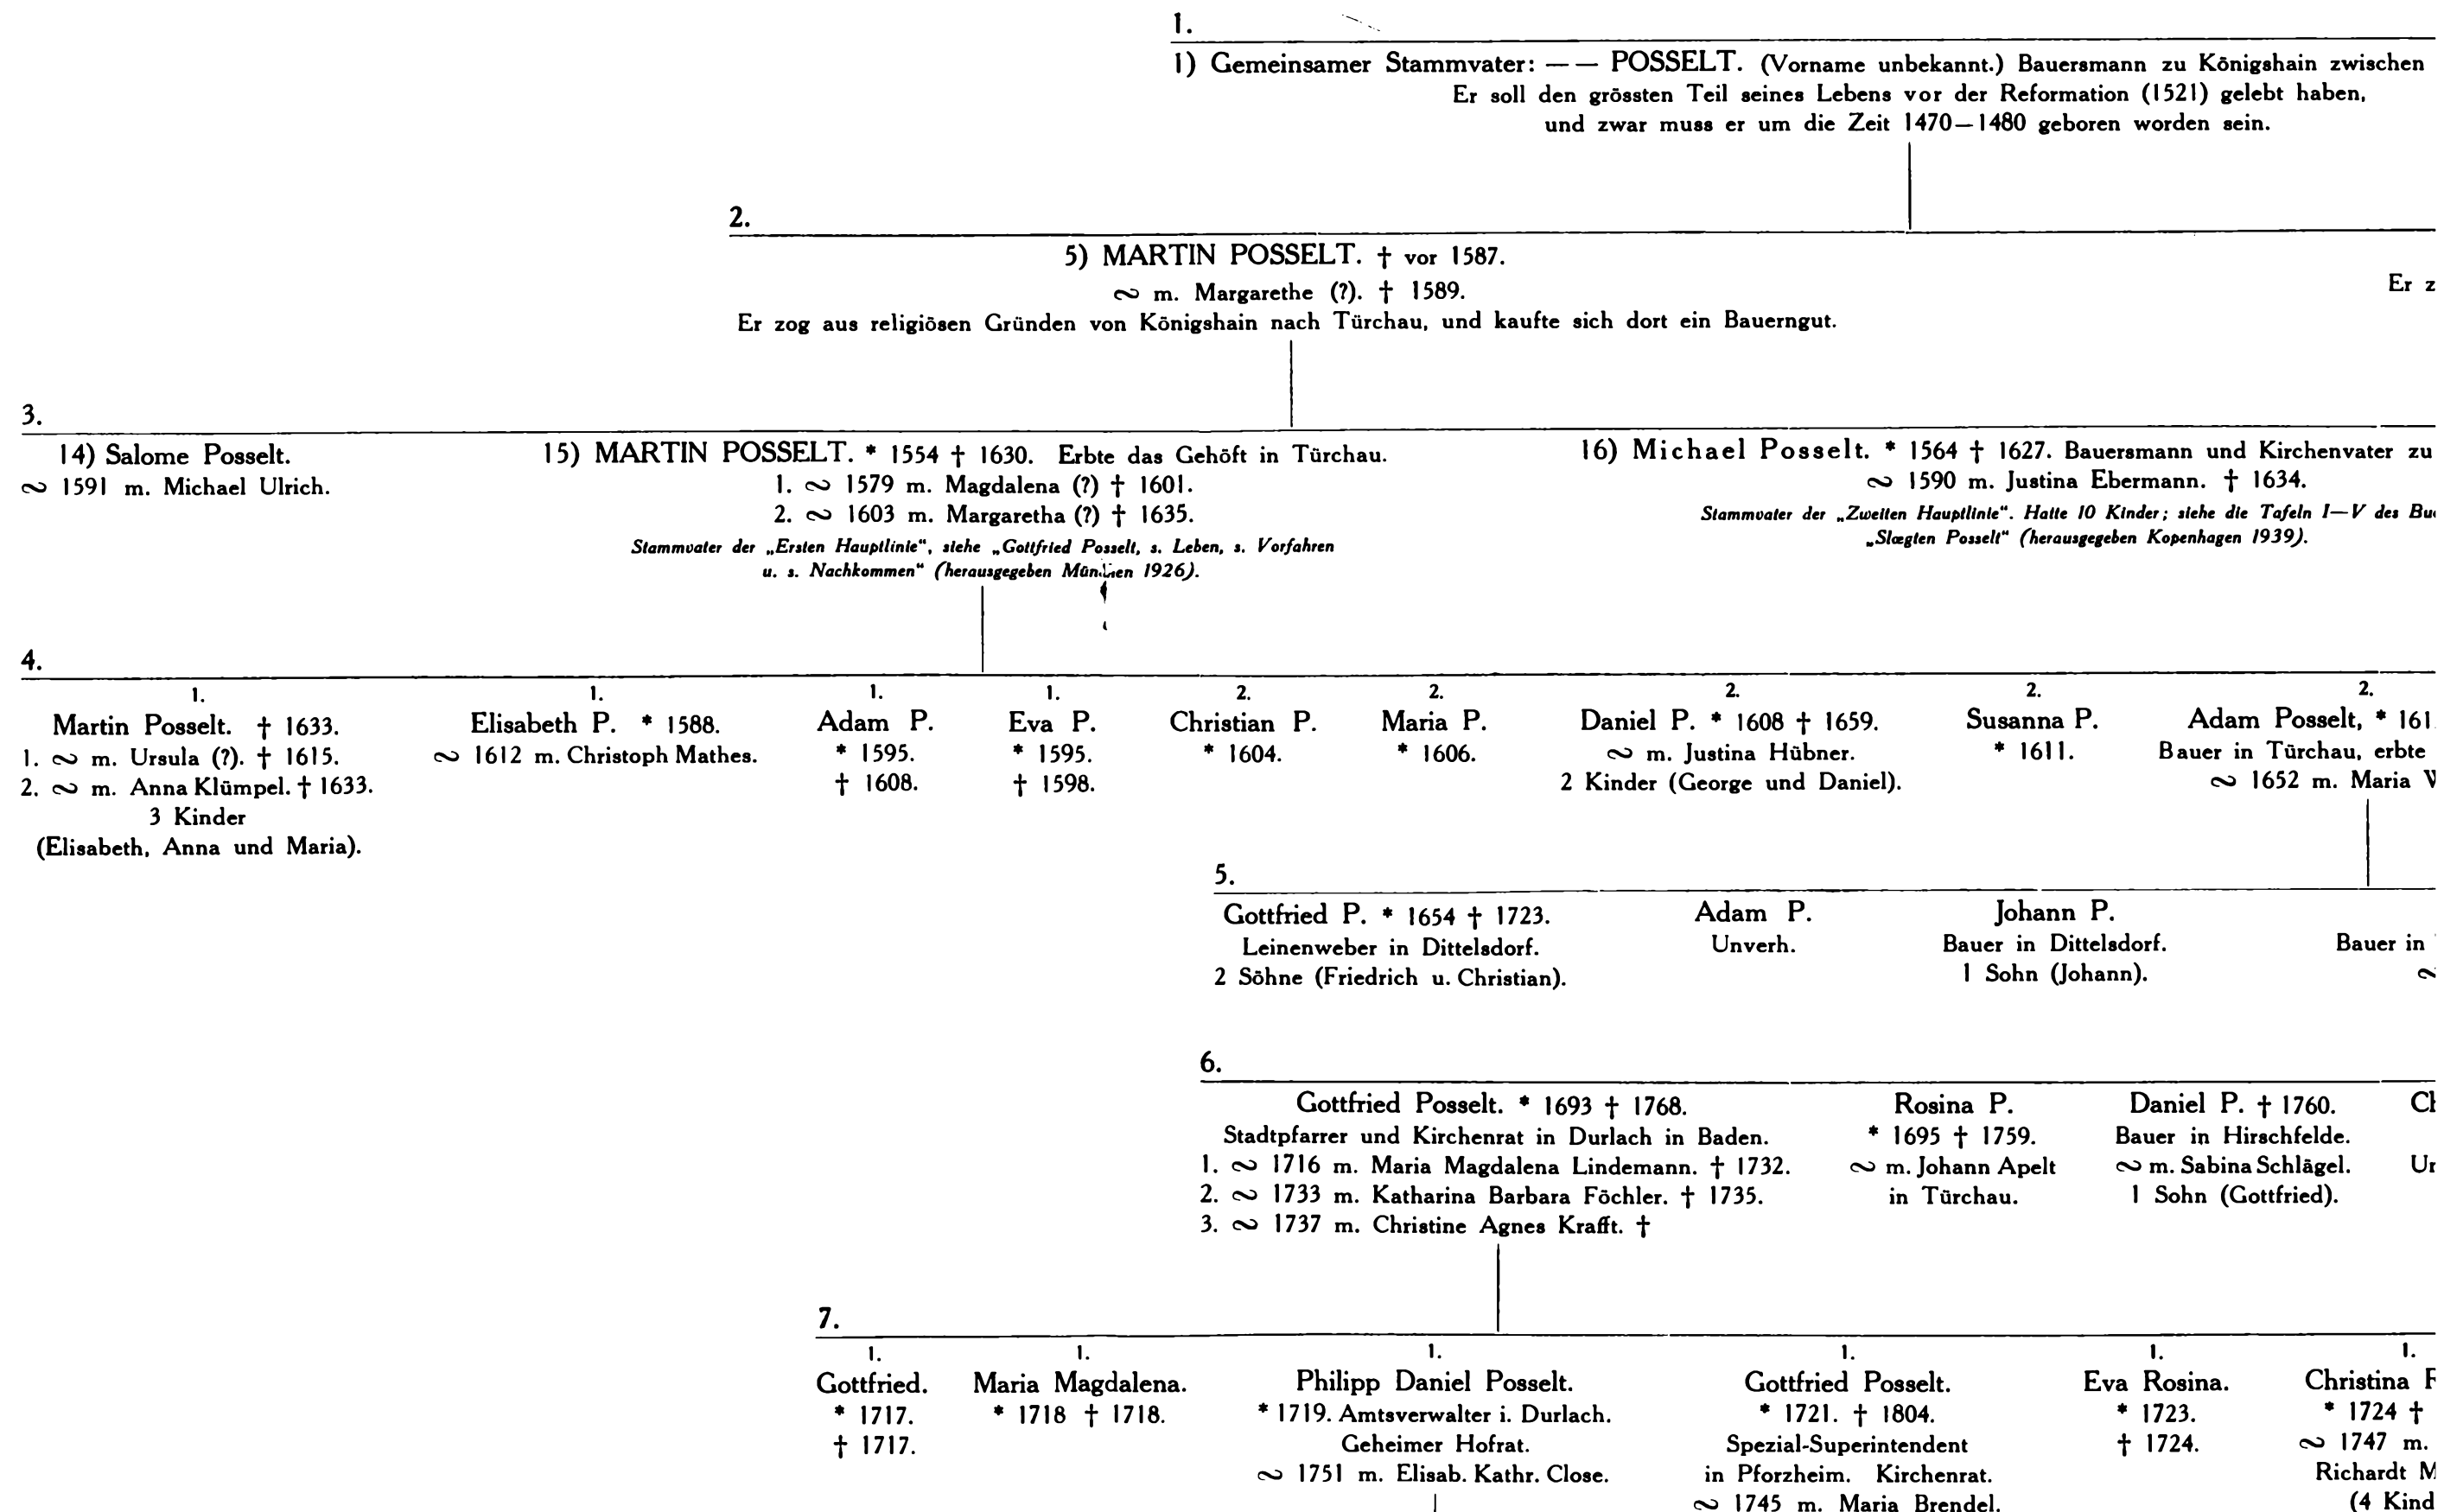 1.
1) Gemeinsamer Stammvater: — — POSSELT. (Vorname unbekannt.) Bauersmann zu Königshain zwischen
Er soll den grössten Teil seines Lebens vor der Reformation (1521) gelebt haben,
und zwar muss er um die Zeit 1470—1480 geboren worden sein.
2.
5) MARTIN POSSELT. † vor 1587.
∾ m. Margarethe (?). † 1589.
Er zog aus religiösen Gründen von Königshain nach Türchau, und kaufte sich dort ein Bauerngut.
Er z
3.
14) Salome Posselt.
∾ 1591 m. Michael Ulrich.
15) MARTIN POSSELT. * 1554 † 1630. Erbte das Gehöft in Türchau.
1. ∾ 1579 m. Magdalena (?) † 1601.
2. ∾ 1603 m. Margaretha (?) † 1635.
Stammvater der „Ersten Hauptlinie“, siehe „Gottfried Posselt, s. Leben, s. Vorfahren
u. s. Nachkommen“ (herausgegeben München 1926).
16) Michael Posselt. * 1564 † 1627. Bauersmann und Kirchenvater zu
∾ 1590 m. Justina Ebermann. † 1634.
Stammvater der „Zweiten Hauptlinie“. Hatte 10 Kinder; siehe die Tafeln I—V des
„Slægten Posselt“ (herausgegeben Kopenhagen 1939).
4.
1.
Martin Posselt. † 1633.
1. ∾ m. Ursula (?). † 1615.
2. ∾ m. Anna Klümpel. † 1633.
3 Kinder
(Elisabeth, Anna und Maria).
1.
Elisabeth P. * 1588.
∾ 1612 m. Christoph Mathes.
1.
Adam P.
* 1595.
† 1608.
1.
Eva P.
* 1595.
† 1598.
2.
Christian P.
* 1604.
2.
Maria P.
* 1606.
2.
Daniel P. * 1608 † 1659.
∾ m. Justina Hübner.
2 Kinder (George und Daniel).
2.
Susanna P.
* 1611.
2.
Adam Posselt, * 161
Bauer in Türchau, erbte
∾ 1652 m. Maria
5.
Gottfried P. * 1654 † 1723.
Leinenweber in Dittelsdorf.
2 Söhne (Friedrich u. Christian).
Adam P.
Unverh.
Johann P.
Bauer in Dittelsdorf.
1 Sohn (Johann).
Bauer in
∾
6.
Gottfried Posselt. * 1693 † 1768.
Stadtpfarrer und Kirchenrat in Durlach in Baden.
1. ∾ 1716 m. Maria Magdalena Lindemann. † 1732.
2. ∾ 1733 m. Katharina Barbara Föchler. † 1735.
3. ∾ 1737 m. Christine Agnes Krafft. †
Rosina P.
* 1695 † 1759.
∾ m. Johann Apelt
in Türchau.
Daniel P. † 1760.
Bauer in Hirschfelde.
∾ m. Sabina Schlägel.
1 Sohn (Gottfried).
7.
1.
Gottfried.
* 1717.
† 1717.
1.
Maria Magdalena.
* 1718 † 1718.
1.
Philipp Daniel Posselt.
* 1719. Amtsverwalter i. Durlach.
Geheimer Hofrat.
∾ 1751 m. Elisab. Kathr. Close.
1.
Gottfried Posselt.
* 1721. † 1804.
Spezial-Superintendent
in Pforzheim. Kirchenrat.
∾ 1745 m. Maria Brendel.
1.
Eva Rosina.
* 1723.
† 1724.
1.
Christina
* 1724 †
∾ 1747 m.
Richardt
(4 Kind